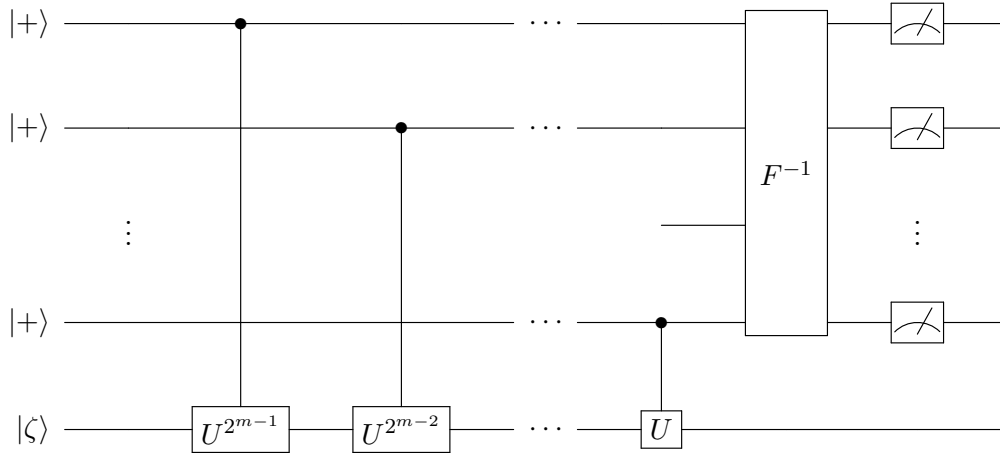 |+⟩ ···
|+⟩ ···
F⁻¹
⋮ ⋮
|+⟩ ···
|ζ⟩ U^{2^{m−1}} U^{2^{m−2}} ··· U